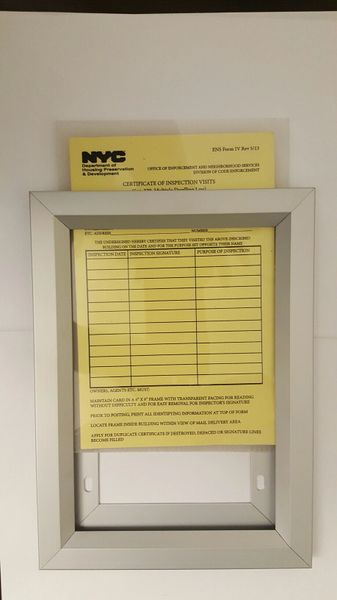 ENS Form IV Rev 5/13
NYC
Department of
Housing Preservation
& Development
OFFICE OF ENFORCEMENT AND NEIGHBORHOOD SERVICES
DIVISION OF CODE ENFORCEMENT
CERTIFICATE OF INSPECTION VISITS
Multiple Dwelling Law)
ETC. ADDRESS NUMBER
THE UNDERSIGNED HEREBY CERTIFIES THAT THEY VISITED THE ABOVE DESCRIBED
BUILDING ON THE DATE AND FOR THE PURPOSE SET OPPOSITE THEIR NAME
INSPECTION DATE INSPECTION SIGNATURE PURPOSE OF INSPECTION
OWNERS, AGENTS ETC. MUST:
MAINTAIN CARD IN A 6" X 8" FRAME WITH TRANSPARENT FACING FOR READING
WITHOUT DIFFICULTY AND FOR EASY REMOVAL FOR INSPECTOR'S SIGNATURE
PRIOR TO POSTING, PRINT ALL IDENTIFYING INFORMATION AT TOP OF FORM
LOCATE FRAME INSIDE BUILDING WITHIN VIEW OF MAIL DELIVERY AREA
APPLY FOR DUPLICATE CERTIFICATE IF DESTROYED, DEFACED OR SIGNATURE LINES
BECOME FILLED